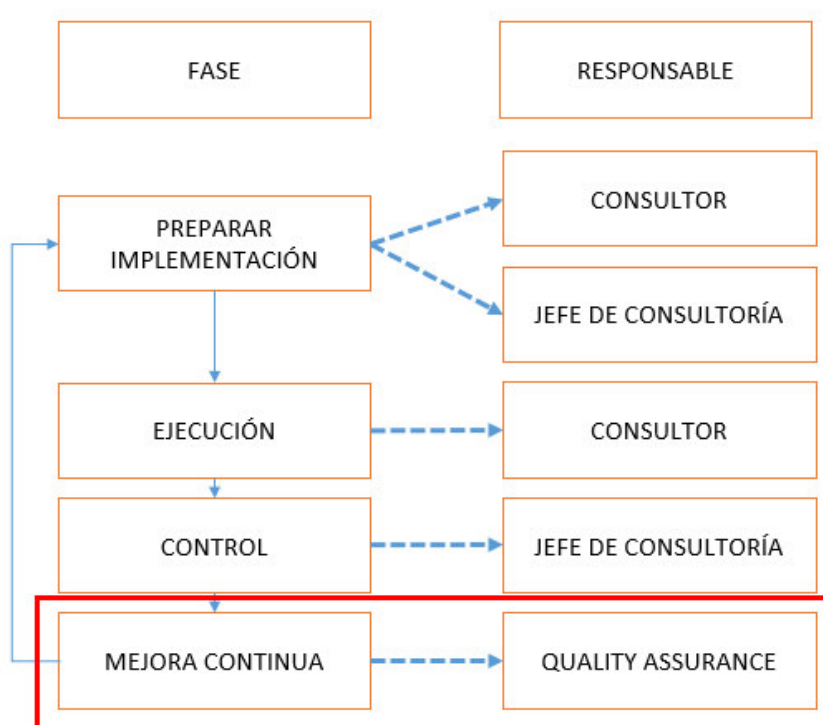 FASE
RESPONSABLE
PREPARAR
IMPLEMENTACIÓN
CONSULTOR
JEFE DE CONSULTORÍA
EJECUCIÓN
CONSULTOR
CONTROL
JEFE DE CONSULTORÍA
MEJORA CONTINUA
QUALITY ASSURANCE